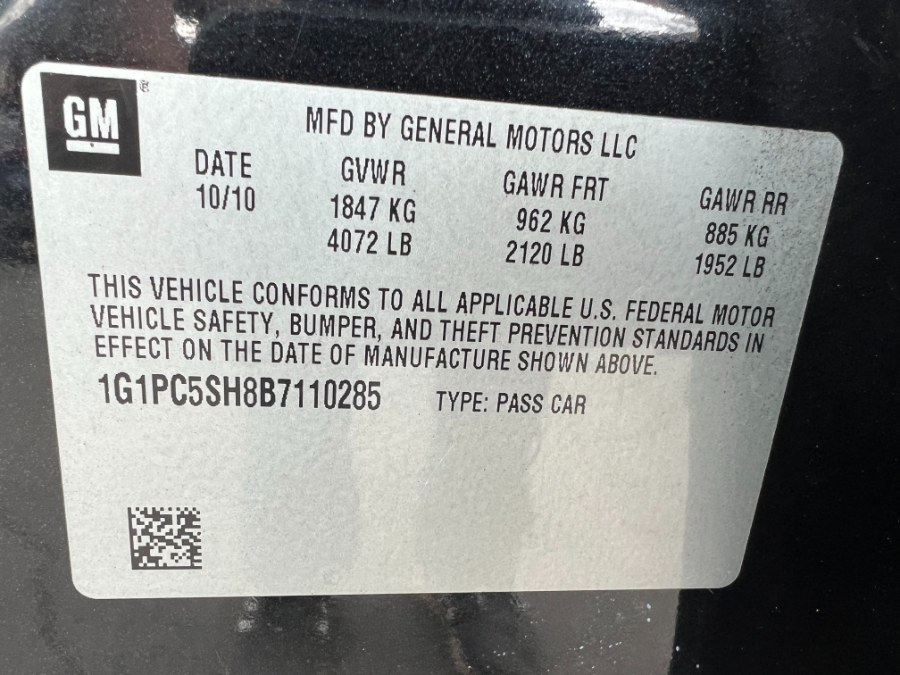 GM ®
MFD BY GENERAL MOTORS LLC
DATE GVWR GAWR FRT GAWR RR
10/10 1847 KG 962 KG 885 KG
4072 LB 2120 LB 1952 LB
THIS VEHICLE CONFORMS TO ALL APPLICABLE U.S. FEDERAL MOTOR
VEHICLE SAFETY, BUMPER, AND THEFT PREVENTION STANDARDS IN
EFFECT ON THE DATE OF MANUFACTURE SHOWN ABOVE.
1G1PC5SH8B7110285 TYPE: PASS CAR